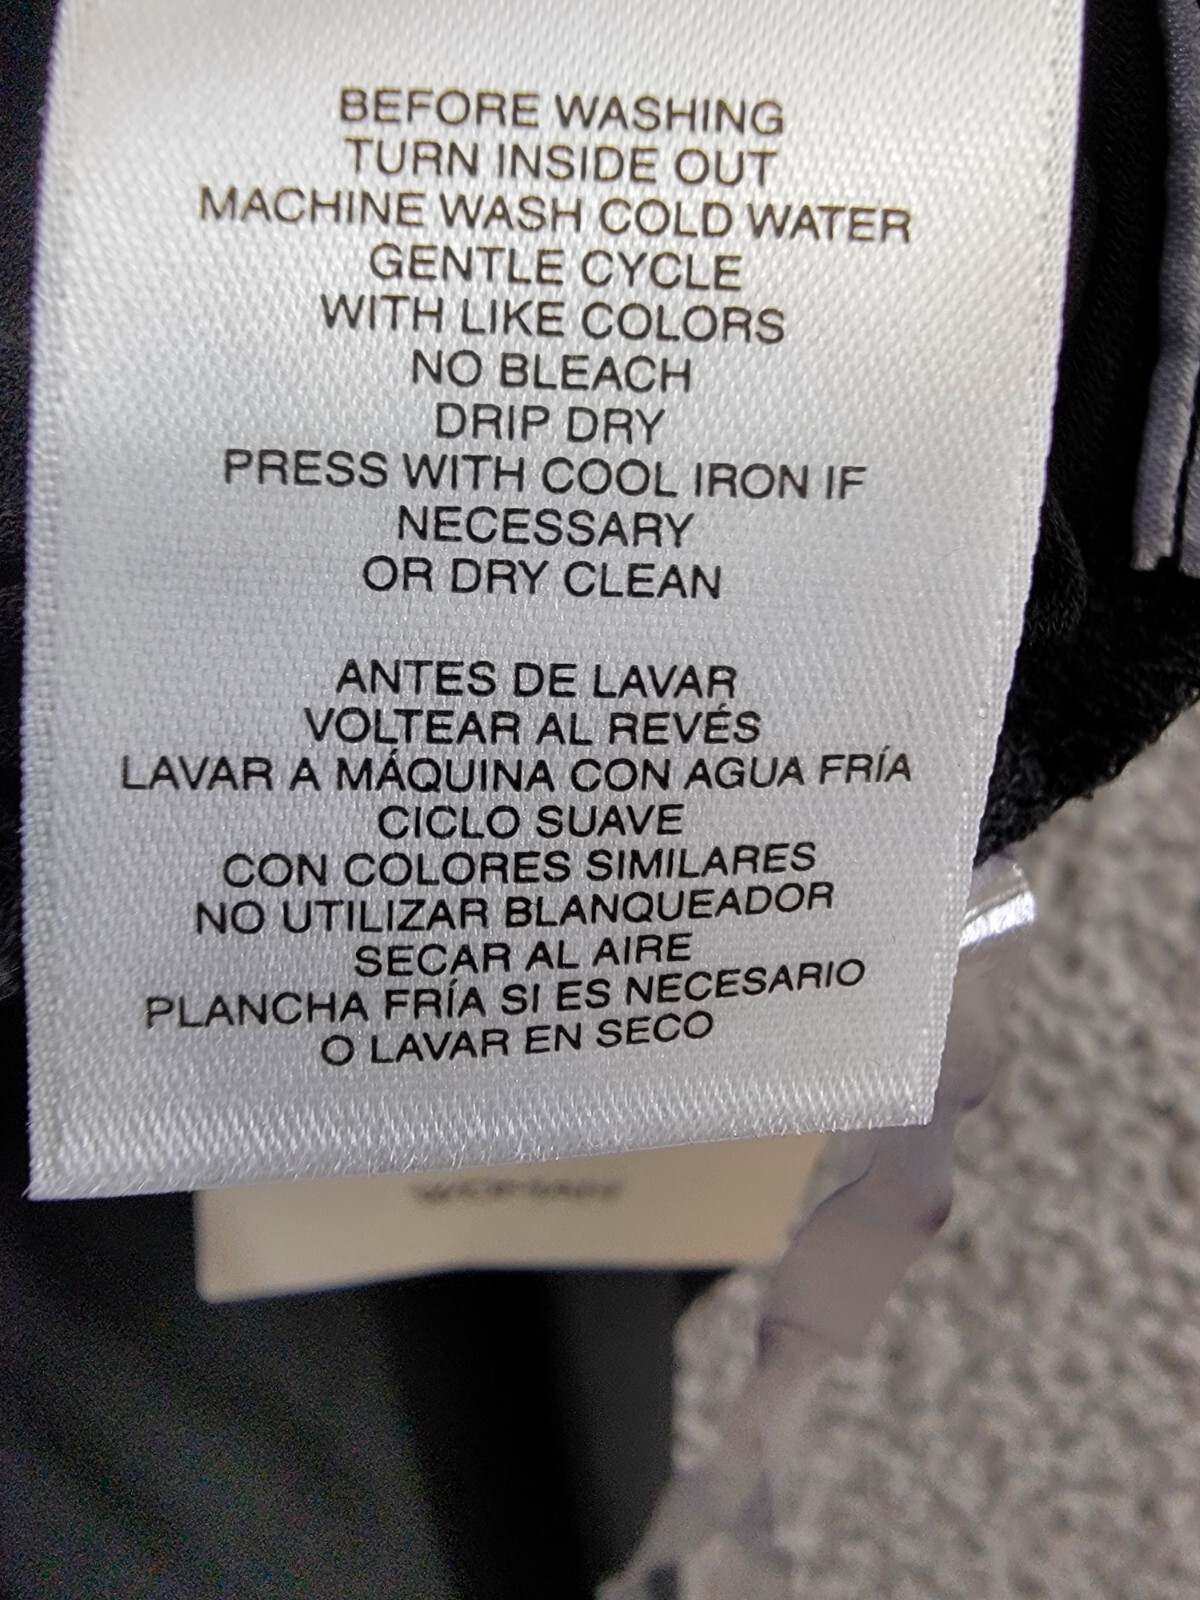 BEFORE WASHING
TURN INSIDE OUT
MACHINE WASH COLD WATER
GENTLE CYCLE
WITH LIKE COLORS
NO BLEACH
DRIP DRY
PRESS WITH COOL IRON IF
NECESSARY
OR DRY CLEAN
ANTES DE LAVAR
VOLTEAR AL REVÉS
LAVAR A MÁQUINA CON AGUA FRÍA
CICLO SUAVE
CON COLORES SIMILARES
NO UTILIZAR BLANQUEADOR
SECAR AL AIRE
PLANCHA FRÍA SI ES NECESARIO
O LAVAR EN SECO